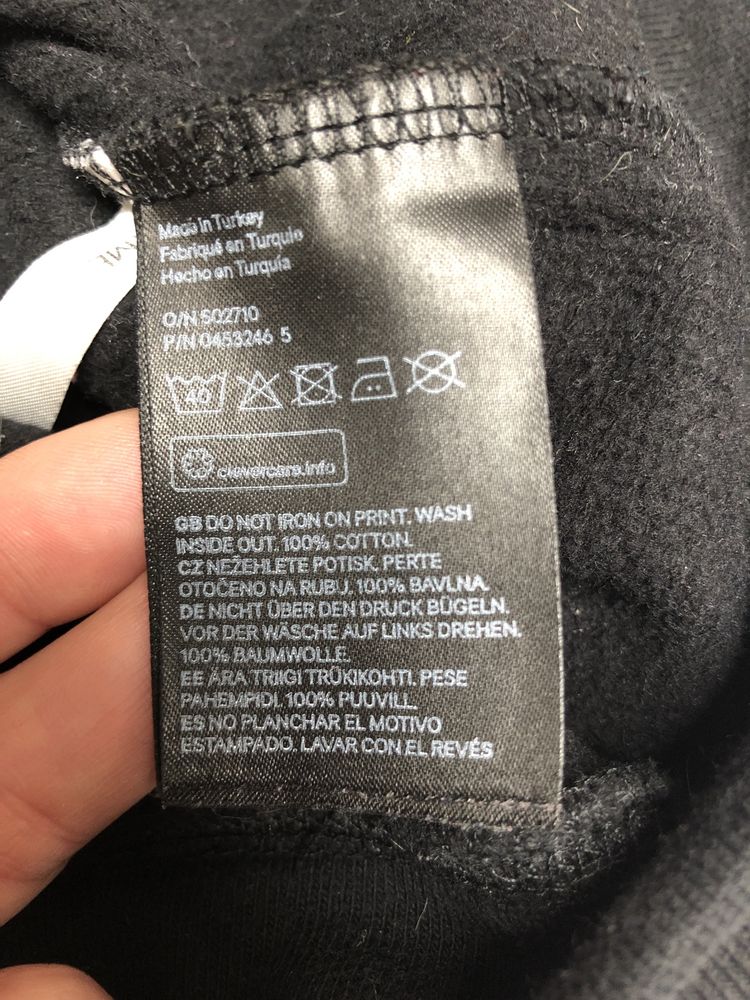 Made in Turkey
Fabriqué en Turquie
Hecho en Turquía
O/N S02710
P/N 0453246 5
40
clevercare.info
GB DO NOT IRON ON PRINT. WASH
INSIDE OUT. 100% COTTON.
CZ NEŽEHLETE POTISK. PERTE
OTOČENO NA RUBU. 100% BAVLNA.
DE NICHT ÜBER DEN DRUCK BÜGELN.
VOR DER WÄSCHE AUF LINKS DREHEN.
100% BAUMWOLLE.
EE ÄRA TRIIGI TRÜKIKOHTI. PESE
PAHEMPIDI. 100% PUUVILL.
ES NO PLANCHAR EL MOTIVO
ESTAMPADO. LAVAR CON EL REVÉS